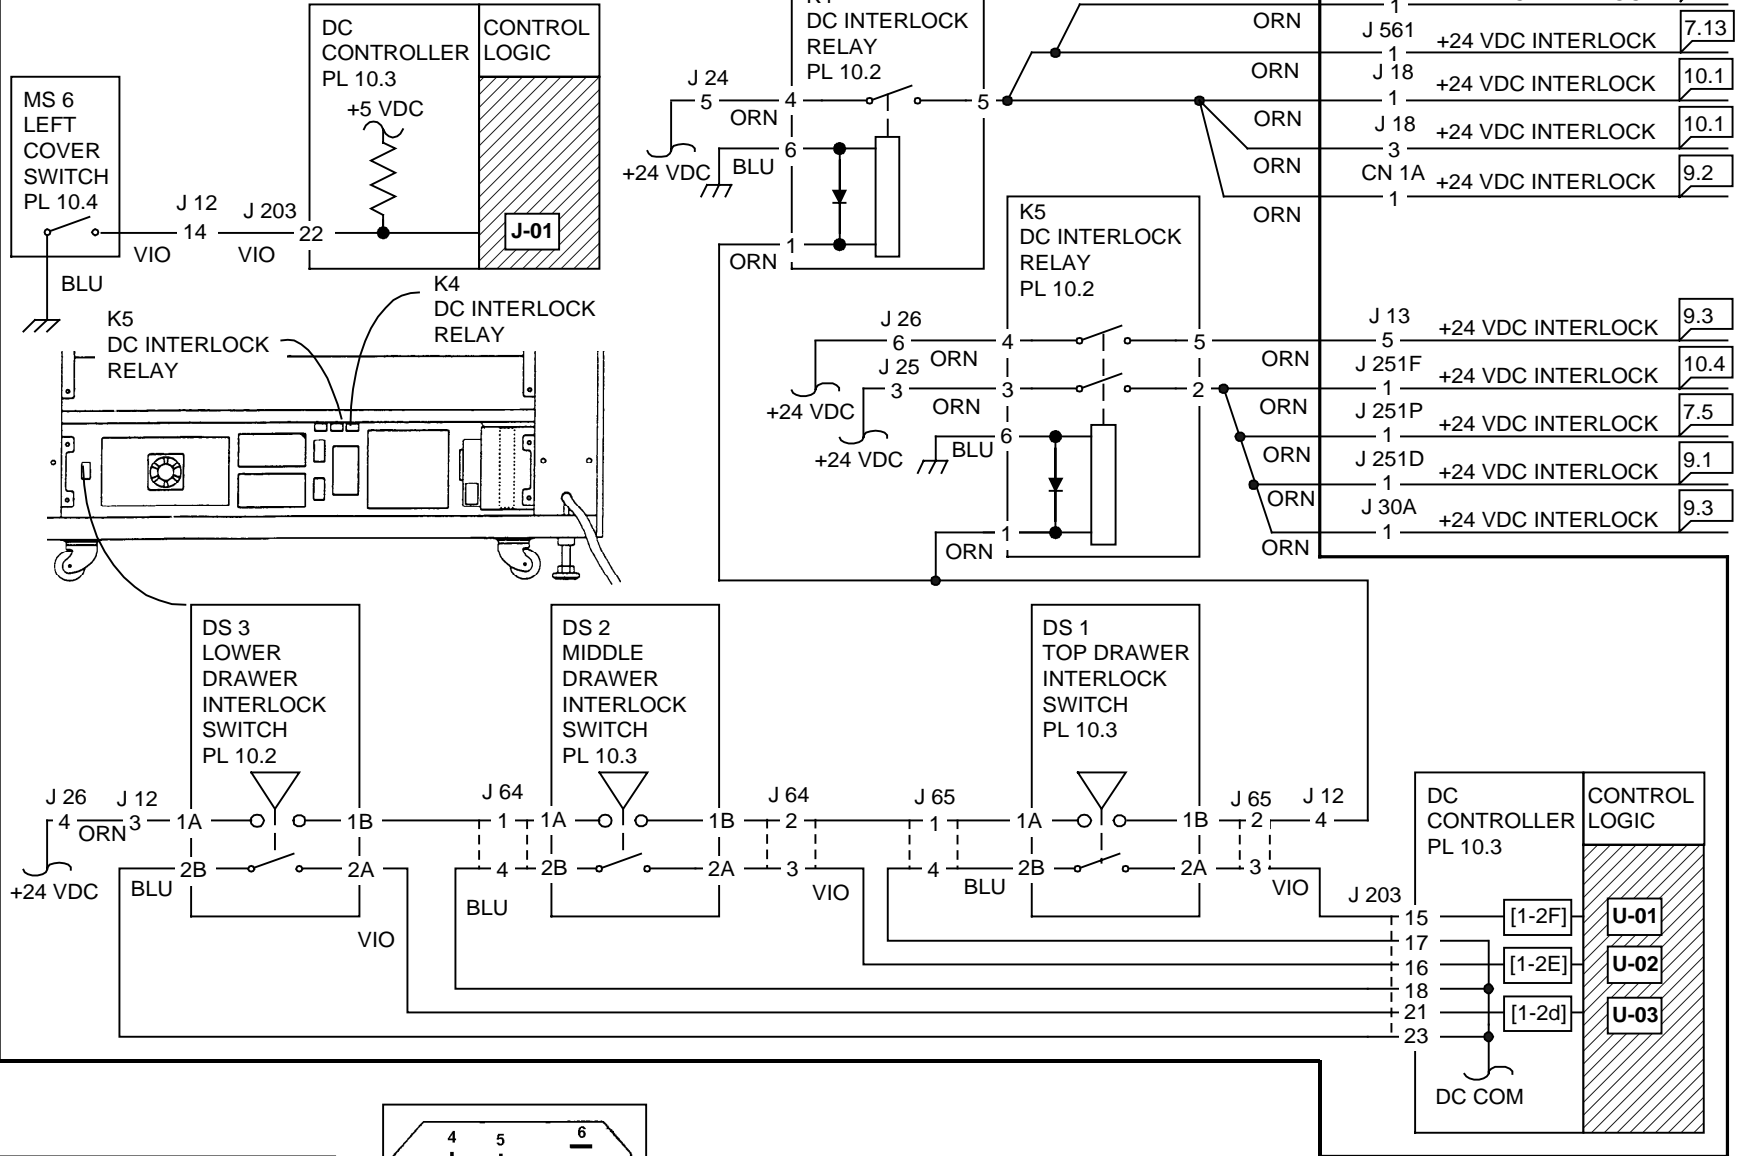 DC
CONTROLLER
PL 10.3
+5 VDC
CONTROL
LOGIC
J-01
MS 6
LEFT
COVER
SWITCH
PL 10.4
J 12
14
VIO
J 203
22
VIO
BLU
K5
DC INTERLOCK
RELAY
K4
DC INTERLOCK
RELAY
DC INTERLOCK
RELAY
PL 10.2
J 24
5
ORN
4
5
6
BLU
+24 VDC
1
ORN
1
ORN
J 561
+24 VDC INTERLOCK
7.13
1
ORN
J 18
+24 VDC INTERLOCK
10.1
1
ORN
J 18
+24 VDC INTERLOCK
10.1
3
ORN
CN 1A
+24 VDC INTERLOCK
9.2
1
ORN
K5
DC INTERLOCK
RELAY
PL 10.2
J 26
6
ORN
4
5
J 25
3
ORN
3
2
+24 VDC
+24 VDC
6
BLU
1
ORN
J 13
+24 VDC INTERLOCK
9.3
5
ORN
J 251F
+24 VDC INTERLOCK
10.4
1
ORN
J 251P
+24 VDC INTERLOCK
7.5
1
ORN
J 251D
+24 VDC INTERLOCK
9.1
1
ORN
J 30A
+24 VDC INTERLOCK
9.3
1
ORN
DS 3
LOWER
DRAWER
INTERLOCK
SWITCH
PL 10.2
DS 2
MIDDLE
DRAWER
INTERLOCK
SWITCH
PL 10.3
DS 1
TOP DRAWER
INTERLOCK
SWITCH
PL 10.3
J 26
4
ORN
J 12
3
1A
1B
J 64
1
1A
1B
J 64
2
J 65
1
1A
1B
J 65
2
J 12
4
+24 VDC
BLU
2B
2A
VIO
4
BLU
2B
2A
3
VIO
4
BLU
2B
2A
3
VIO
DC
CONTROLLER
PL 10.3
CONTROL
LOGIC
J 203
15
[1-2F]
U-01
17
16
[1-2E]
U-02
18
21
[1-2d]
U-03
23
DC COM
4
5
6